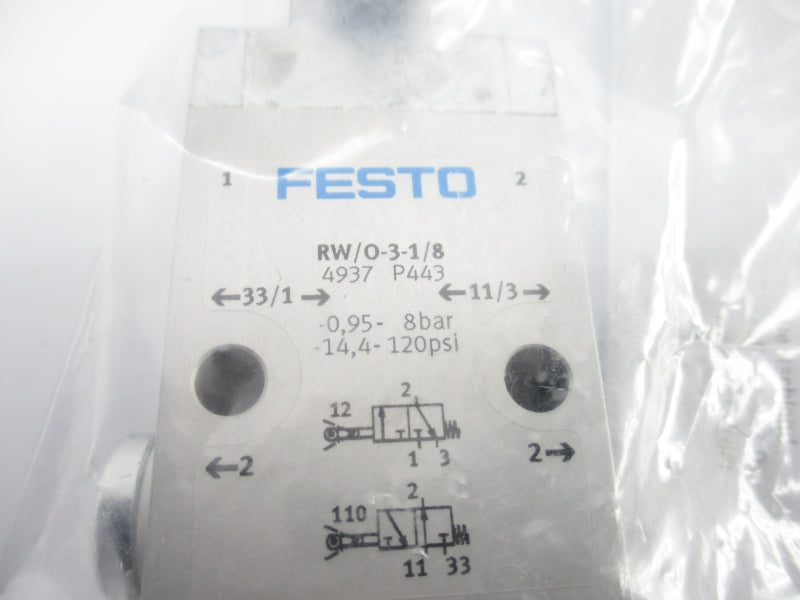 1 FESTO 2
RW/O-3-1/8
4937 P443
←33/1→ ←11/3→
-0,95- 8bar
-14,4-120psi
2
12
1 3
←2 2→
2
110
11 33